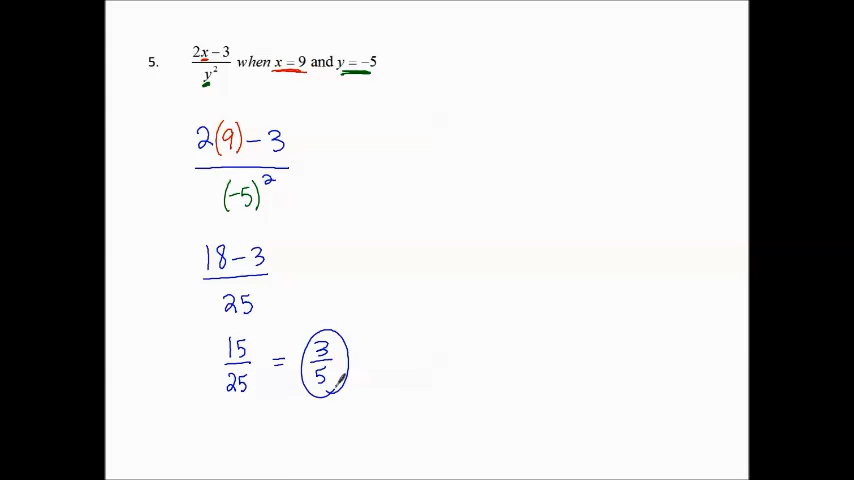 5. 2x − 3 / y² when x = 9 and y = −5
2(9) − 3
(−5)²
18 − 3
25
15/25 = 3/5